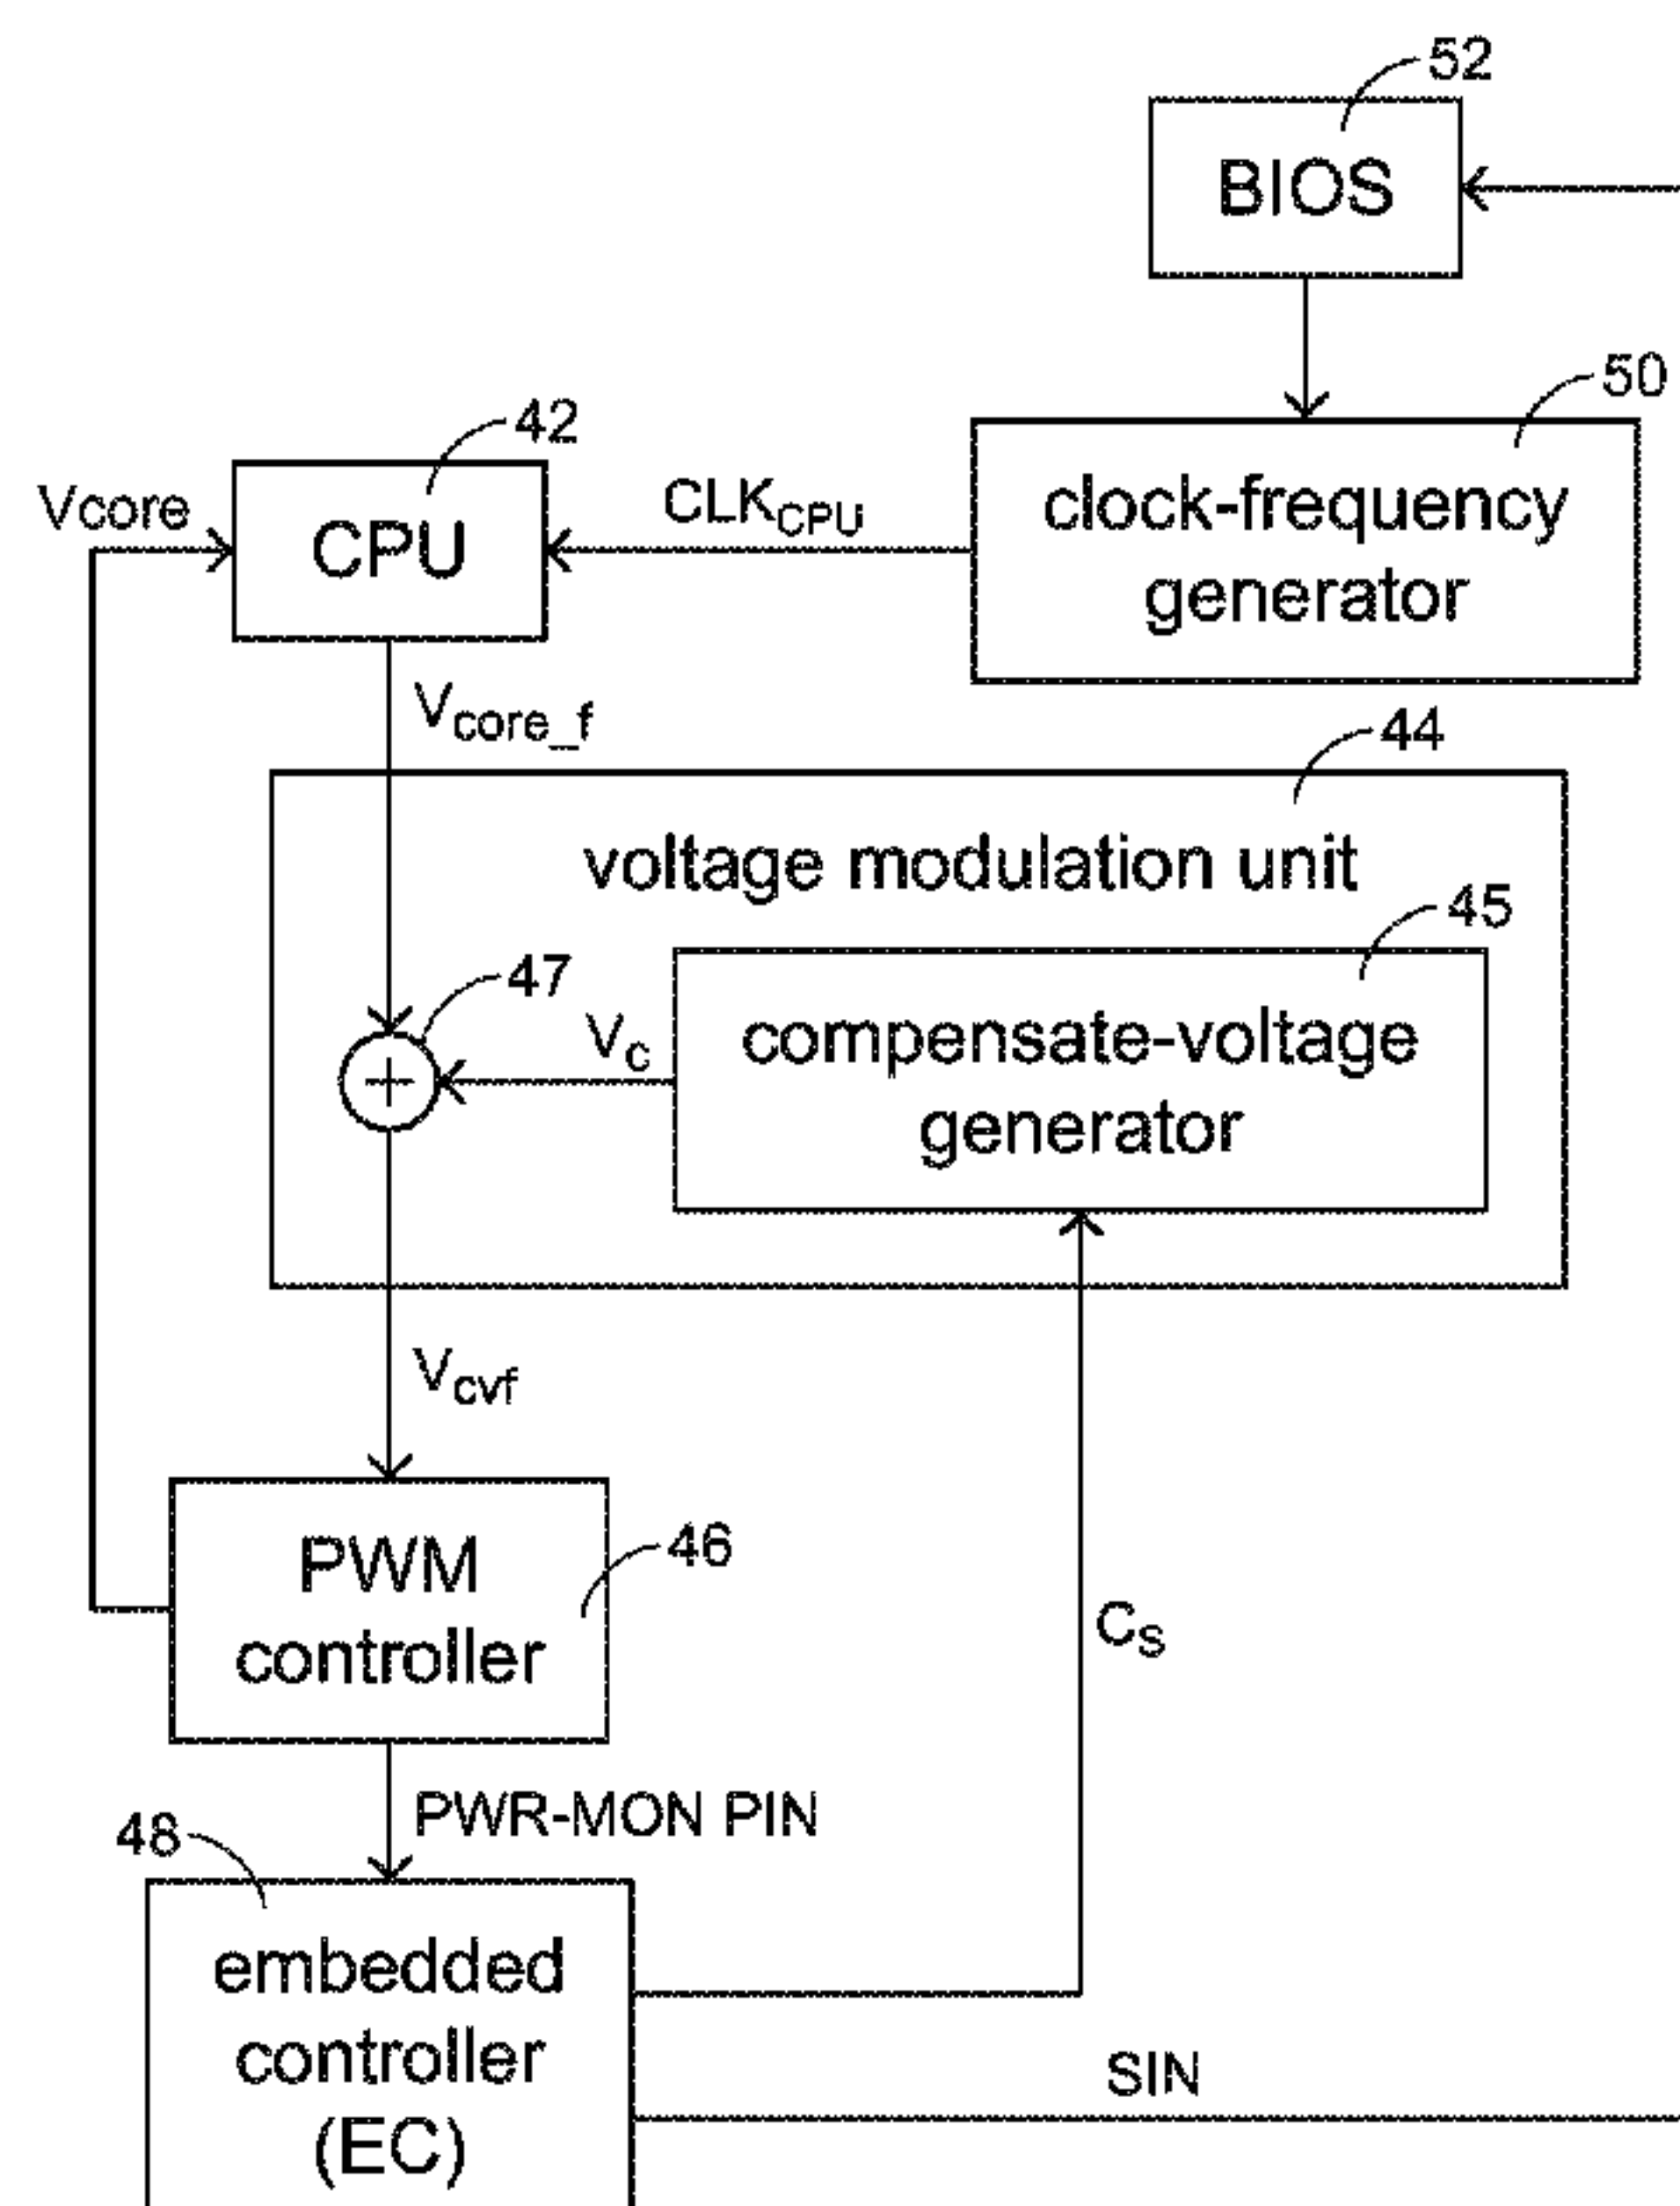 52
BIOS
50
clock-frequency
generator
42
Vcore
CPU
CLKCPU
Vcore_f
44
voltage modulation unit
45
47
compensate-voltage
generator
Vc
Vcvf
46
PWM
controller
CS
PWR-MON PIN
48
embedded
controller
(EC)
SIN